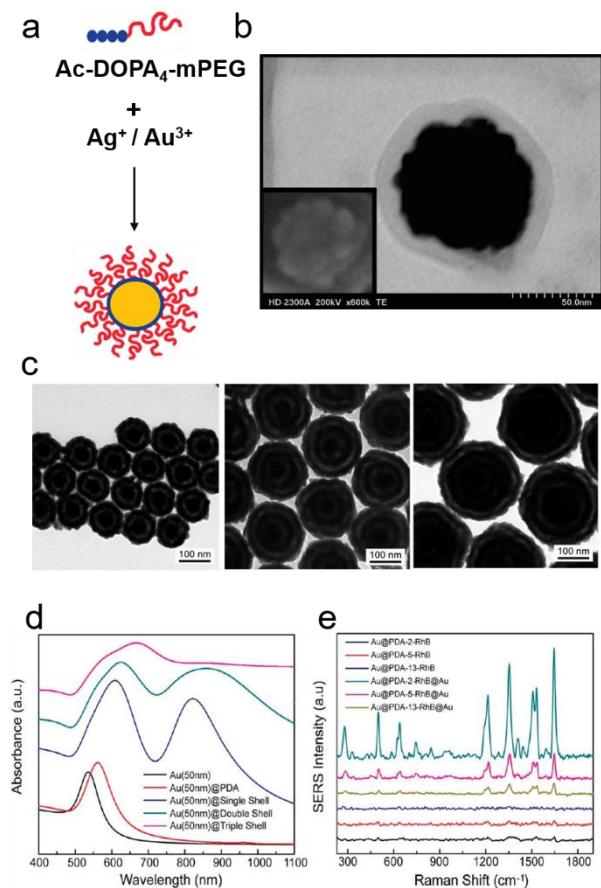 a
Ac-DOPA₄-mPEG
+
Ag⁺ / Au³⁺
b
HD-2300A 200kV x600k TE
50.0nm
c
100 nm
100 nm
100 nm
d
Absorbance (a.u.)
Au(50nm)
Au(50nm)@PDA
Au(50nm)@Single Shell
Au(50nm)@Double Shell
Au(50nm)@Triple Shell
400 500 600 700 800 900 1000 1100
Wavelength (nm)
e
SERS Intensity (a.u)
Au@PDA-2-RhB
Au@PDA-5-RhB
Au@PDA-13-RhB
Au@PDA-2-RhB@Au
Au@PDA-5-RhB@Au
Au@PDA-13-RhB@Au
300 600 900 1200 1500 1800
Raman Shift (cm⁻¹)